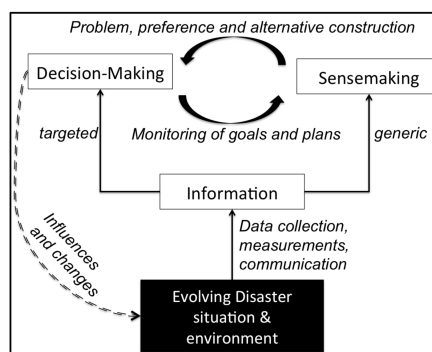 Problem, preference and alternative construction
Decision-Making
Sensemaking
targeted
Monitoring of goals and plans
generic
Information
Influences
and changes
Data collection,
measurements,
communication
Evolving Disaster
situation &
environment